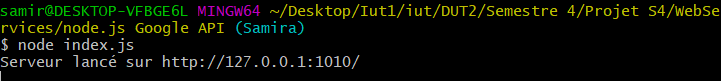 samir@DESKTOP-VFBGE6L MINGW64 ~/Desktop/Iut1/iut/DUT2/Semestre 4/Projet S4/WebSe
rvices/node.js Google API (Samira)
$ node index.js
Serveur lancé sur http://127.0.0.1:1010/